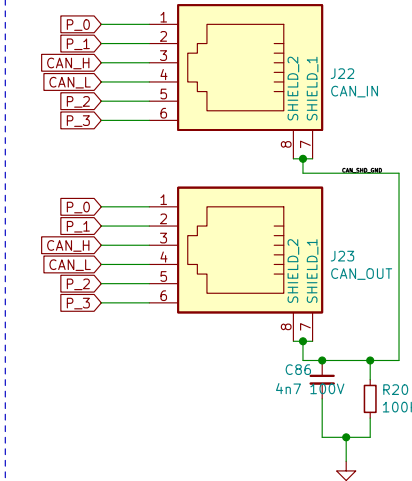 P_0 1
P_1 2
CAN_H 3
CAN_L 4
P_2 5
P_3 6
SHIELD_2
SHIELD_1
8
7
J22
CAN_IN
CAN_SHD_GND
P_0 1
P_1 2
CAN_H 3
CAN_L 4
P_2 5
P_3 6
SHIELD_2
SHIELD_1
8
7
J23
CAN_OUT
C86
4n7 100V
R20